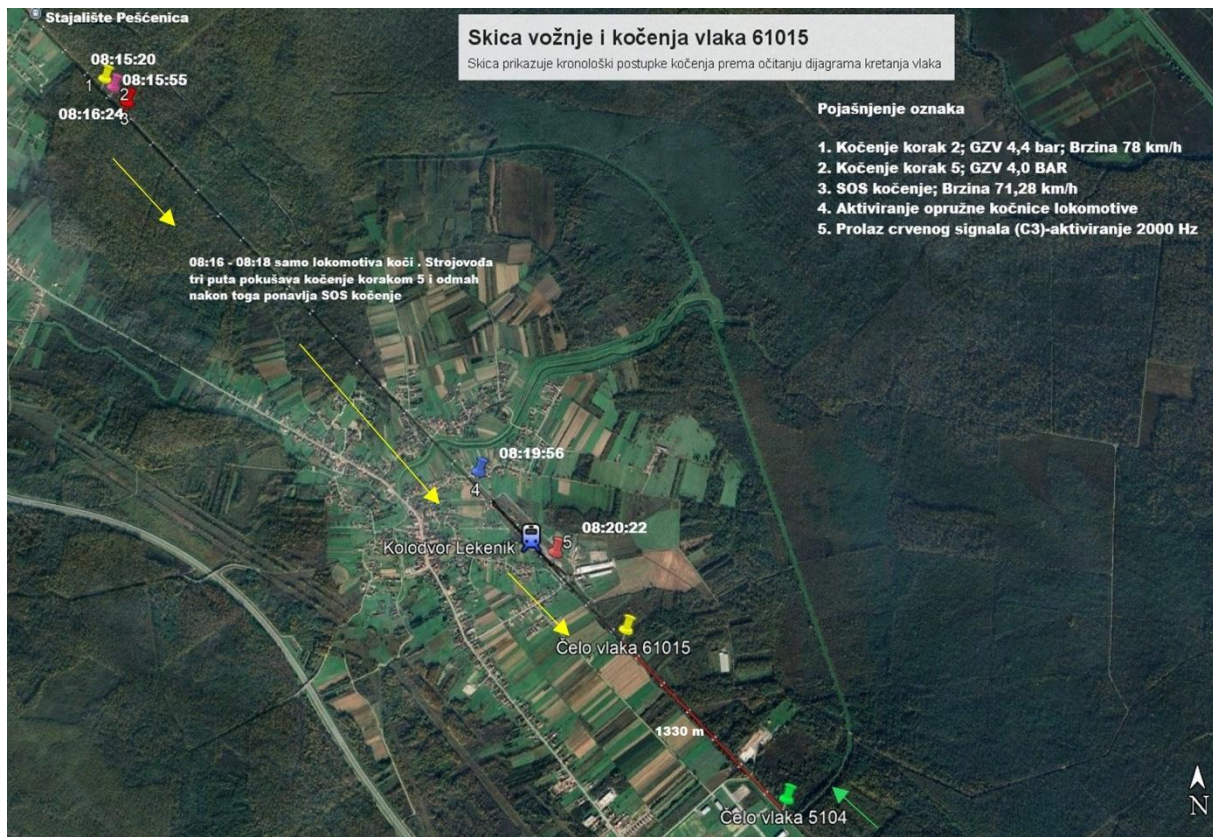 Stajalište Pešćenica
Skica vožnje i kočenja vlaka 61015
Skica prikazuje kronološki postupke kočenja prema očitanju dijagrama kretanja vlaka
08:15:20
1
08:15:55
2
08:16:24
3
Pojašnjenje oznaka
1. Kočenje korak 2; GZV 4,4 bar; Brzina 78 km/h
2. Kočenje korak 5; GZV 4,0 BAR
3. SOS kočenje; Brzina 71,28 km/h
4. Aktiviranje opružne kočnice lokomotive
5. Prolaz crvenog signala (C3)-aktiviranje 2000 Hz
08:16 - 08:18 samo lokomotiva koči . Strojovođa
tri puta pokušava kočenje korakom 5 i odmah
nakon toga ponavlja SOS kočenje
08:19:56
4
08:20:22
5
Kolodvor Lekenik
Čelo vlaka 61015
1330 m
Čelo vlaka 5104
N